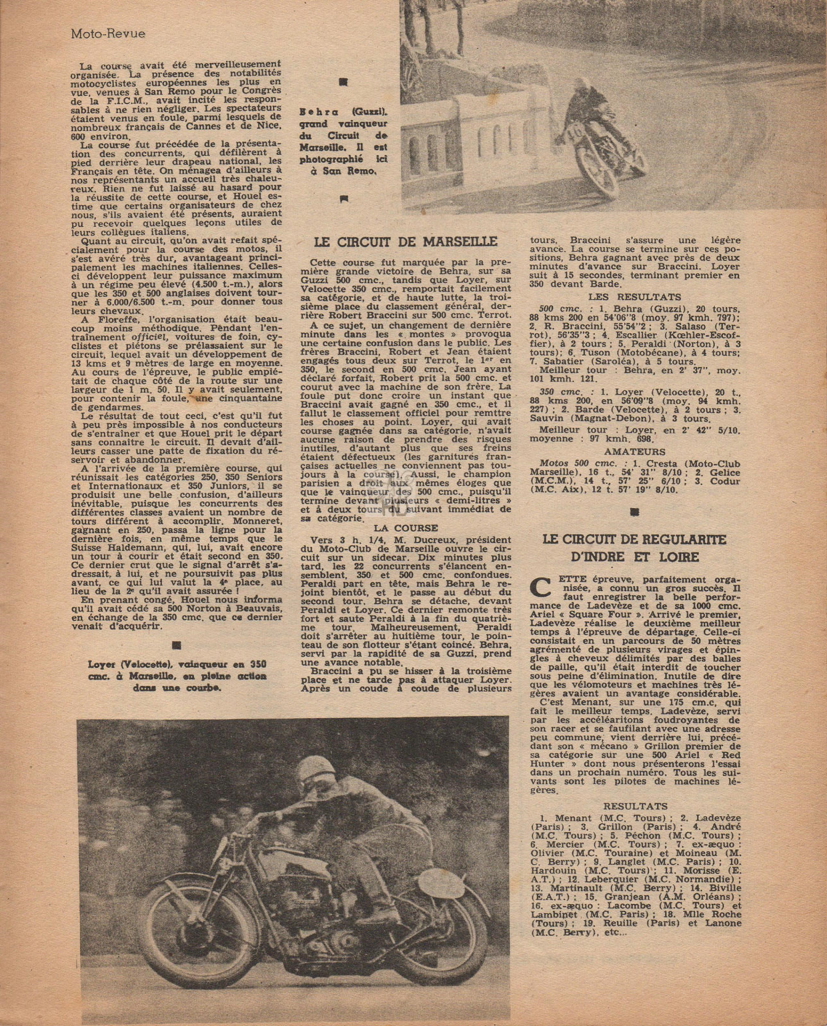 Moto-Revue
La course avait été merveilleusement
organisée. La présence des notabilités
motocyclistes européennes les plus en
vue, venues à San Remo pour le Congrès
de la F.I.C.M., avait incité les respon-
sables à ne rien négliger. Les spectateurs
étaient venus en foule, parmi lesquels de
nombreux français de Cannes et de Nice,
600 environ.
La course fut précédée de la présenta-
tion des concurrents, qui défilèrent à
pied derrière leur drapeau national, les
Français en tête. On ménagea d'ailleurs à
nos représentants un accueil très chaleu-
reux. Rien ne fut laissé au hasard pour
la réussite de cette course, et Houel es-
time que certains organisateurs de chez
nous, s'ils avaient été présents, auraient
pu recevoir quelques leçons utiles de
leurs collègues italiens.
Quant au circuit, qu'on avait refait spé-
cialement pour la course des motos, il
s'est avéré très dur, avantageant princi-
palement les machines italiennes. Celles-
ci développent leur puissance maximum
à un régime peu élevé (4.500 t.-m.), alors
que les 350 et 500 anglaises doivent tour-
ner à 6.000/6.500 t.-m. pour donner tous
leurs chevaux.
A Floreffe, l'organisation était beau-
coup moins méthodique. Pendant l'en-
traînement officiel, voitures de foin, cy-
clistes et piétons se prélassaient sur le
circuit, lequel avait un développement de
13 kms et 9 mètres de large en moyenne.
Au cours de l'épreuve, le public empié-
tait de chaque côté de la route sur une
largeur de 1 m. 50. Il y avait seulement,
pour contenir la foule, une cinquantaine
de gendarmes.
Le résultat de tout ceci, c'est qu'il fut
à peu près impossible à nos conducteurs
de s'entraîner et que Houel prit le départ
sans connaître le circuit. Il devait d'ail-
leurs casser une patte de fixation du ré-
servoir et abandonner.
A l'arrivée de la première course, qui
réunissait les catégories 250, 350 Seniors
et Internationaux et 350 Juniors, il se
produisit une belle confusion, d'ailleurs
inévitable, puisque les concurrents des
différentes classes avaient un nombre de
tours différent à accomplir. Monneret,
gagnant en 250, passa la ligne pour la
dernière fois, en même temps que le
Suisse Haldemann, qui, lui, avait encore
un tour à courir et était second en 350.
Ce dernier crut que le signal d'arrêt s'a-
dressait à lui, et ne poursuivit pas plus
avant, ce qui lui valut la 4e place, au
lieu de la 2e qu'il avait assurée !
En prenant congé, Houel nous informa
qu'il avait cédé sa 500 Norton à Beauvais,
en échange de la 350 cmc. que ce dernier
venait d'acquérir.
Loyer (Velocette), vainqueur en 350
cmc. à Marseille, en pleine action
dans une courbe.
Behra (Guzzi),
grand vainqueur
du Circuit de
Marseille. Il est
photographié ici
à San Remo.
16
LE CIRCUIT DE MARSEILLE
Cette course fut marquée par la pre-
mière grande victoire de Behra, sur sa
Guzzi 500 cmc., tandis que Loyer, sur
Velocette 350 cmc., remportait facilement
sa catégorie, et de haute lutte, la troi-
sième place du classement général, der-
rière Robert Braccini sur 500 cmc. Terrot.
A ce sujet, un changement de dernière
minute dans les « montes » provoqua
une certaine confusion dans le public. Les
frères Braccini, Robert et Jean étaient
engagés tous deux sur Terrot, le 1er en
350, le second en 500 cmc. Jean ayant
déclaré forfait, Robert prit la 500 cmc. et
courut avec la machine de son frère. La
foule put donc croire un instant que
Braccini avait gagné en 350 cmc., et il
fallut le classement officiel pour remttre
les choses au point. Loyer, qui avait
course gagnée dans sa catégorie, n'avait
aucune raison de prendre des risques
inutiles, d'autant plus que ses freins
étaient défectueux (les garnitures fran-
çaises actuelles ne conviennent pas tou-
jours à la course). Aussi, le champion
parisien a droit aux mêmes éloges que
que le vainqueur des 500 cmc., puisqu'il
termine devant plusieurs « demi-litres »
et à deux tours du suivant immédiat de
sa catégorie.
LA COURSE
Vers 3 h. 1/4, M. Ducreux, président
du Moto-Club de Marseille ouvre le cir-
cuit sur un sidecar. Dix minutes plus
tard, les 22 concurrents s'élancent en-
semblent, 350 et 500 cmc. confondues.
Peraldi part en tête, mais Behra le re-
joint bientôt, et le passe au début du
second tour. Behra se détache, devant
Peraldi et Loyer. Ce dernier remonte très
fort et saute Peraldi à la fin du quatriè-
me tour. Malheureusement, Peraldi
doit s'arrêter au huitième tour, le poin-
teau de son flotteur s'étant coincé. Behra,
servi par la rapidité de sa Guzzi, prend
une avance notable.
Braccini a pu se hisser à la troisième
place et ne tarde pas à attaquer Loyer.
Après un coude à coude de plusieurs
tours, Braccini s'assure une légère
avance. La course se termine sur ces po-
sitions, Behra gagnant avec près de deux
minutes d'avance sur Braccini. Loyer
suit à 15 secondes, terminant premier en
350 devant Barde.
LES RESULTATS
500 cmc. : 1. Behra (Guzzi), 20 tours,
88 kms 200 en 54'06"8 (moy. 97 kmh. 797);
2. R. Braccini, 55'54"2 ; 3. Salaso (Ter-
rot), 56'35"3 ; 4. Escallier (Kœhler-Escof-
fier), à 2 tours ; 5. Peraldi (Norton), à 3
tours); 6. Tuson (Motobécane), à 4 tours;
7. Sabatier (Saroléa), à 5 tours.
Meilleur tour : Behra, en 2' 37", moy.
101 kmh. 121.
350 cmc. : 1. Loyer (Velocette), 20 t.,
88 kms 200, en 56'09"8 (moy. 94 kmh.
227) ; 2. Barde (Velocette), à 2 tours ; 3.
Sauvin (Magnat-Debon), à 3 tours.
Meilleur tour : Loyer, en 2' 42" 5/10,
moyenne : 97 kmh. 698.
AMATEURS
Motos 500 cmc. : 1. Cresta (Moto-Club
Marseille), 16 t., 54' 31" 8/10 ; 2. Gelice
(M.C.M.), 14 t., 57' 25" 6/10 ; 3. Codur
(M.C. Aix), 12 t. 57' 19" 8/10.
LE CIRCUIT DE REGULARITE
D'INDRE ET LOIRE
CETTE épreuve, parfaitement orga-
nisée, a connu un gros succès. Il
faut enregistrer la belle perfor-
mance de Ladevèze et de sa 1000 cmc.
Ariel « Square Four ». Arrivé le premier,
Ladevèze réalise le deuxième meilleur
temps à l'épreuve de départage. Celle-ci
consistait en un parcours de 50 mètres
agrémenté de plusieurs virages et épin-
gles à cheveux délimités par des balles
de paille, qu'il était interdit de toucher
sous peine d'élimination. Inutile de dire
que les vélomoteurs et machines très lé-
gères avaient un avantage considérable.
C'est Menant, sur une 175 cm.c, qui
fait le meilleur temps. Ladevèze, servi
par les accéléaritons foudroyantes de
son racer et se faufilant avec une adresse
peu commune, vient derrière lui, précé-
dant son « mécano » Grillon premier de
sa catégorie sur une 500 Ariel « Red
Hunter » dont nous présenterons l'essai
dans un prochain numéro. Tous les sui-
vants sont les pilotes de machines lé-
gères.
RESULTATS
1. Menant (M.C. Tours) ; 2. Ladevèze
(Paris) ; 3. Grillon (Paris) ; 4. André
(M.C. Tours) ; 5. Péchon (M.C. Tours) ;
6. Mercier (M.C. Tours) ; 7. ex-æquo :
Olivier (M.C. Touraine) et Moineau (M.
C. Berry) ; 9. Langlet (M.C. Paris) ; 10.
Hardouin (M.C. Tours) ; 11. Morisse (E.
A.T.) ; 12. Leberquier (M.C. Normandie) ;
13. Martinault (M.C. Berry) ; 14. Biville
(E.A.T.) ; 15. Granjean (A.M. Orléans) ;
16. ex-æquo : Lacombe (M.C. Tours) et
Lambinet (M.C. Paris) ; 18. Mlle Roche
(Tours) ; 19. Reuille (Paris) et Lanone
(M.C. Berry), etc...